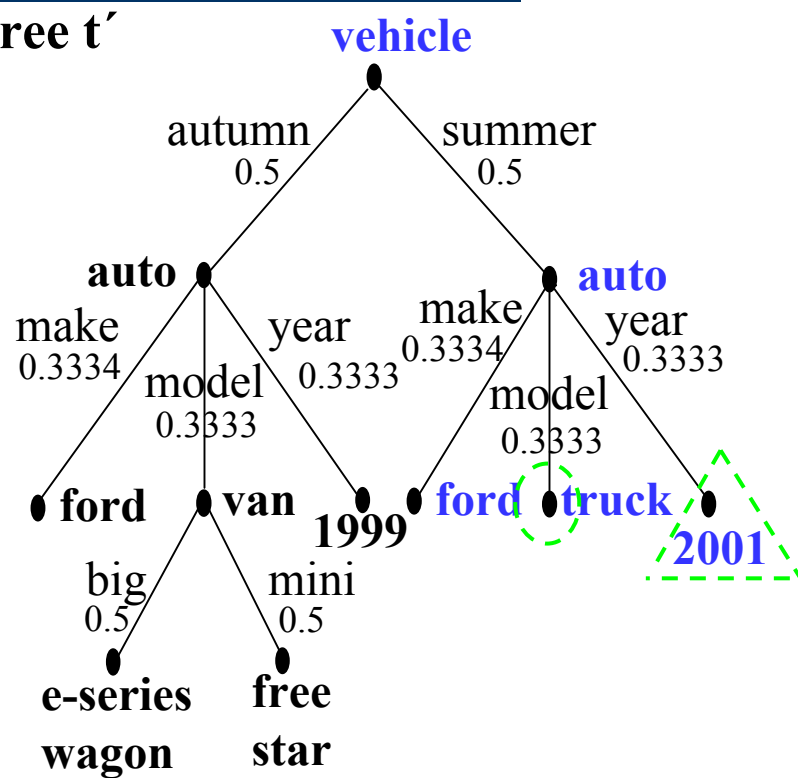 ree t´
vehicle
autumn
0.5
summer
0.5
auto
auto
make
0.3334
model
0.3333
year
0.3333
make
0.3334
model
0.3333
year
0.3333
ford
van
1999
ford
truck
2001
big
0.5
mini
0.5
e-series
wagon
free
star